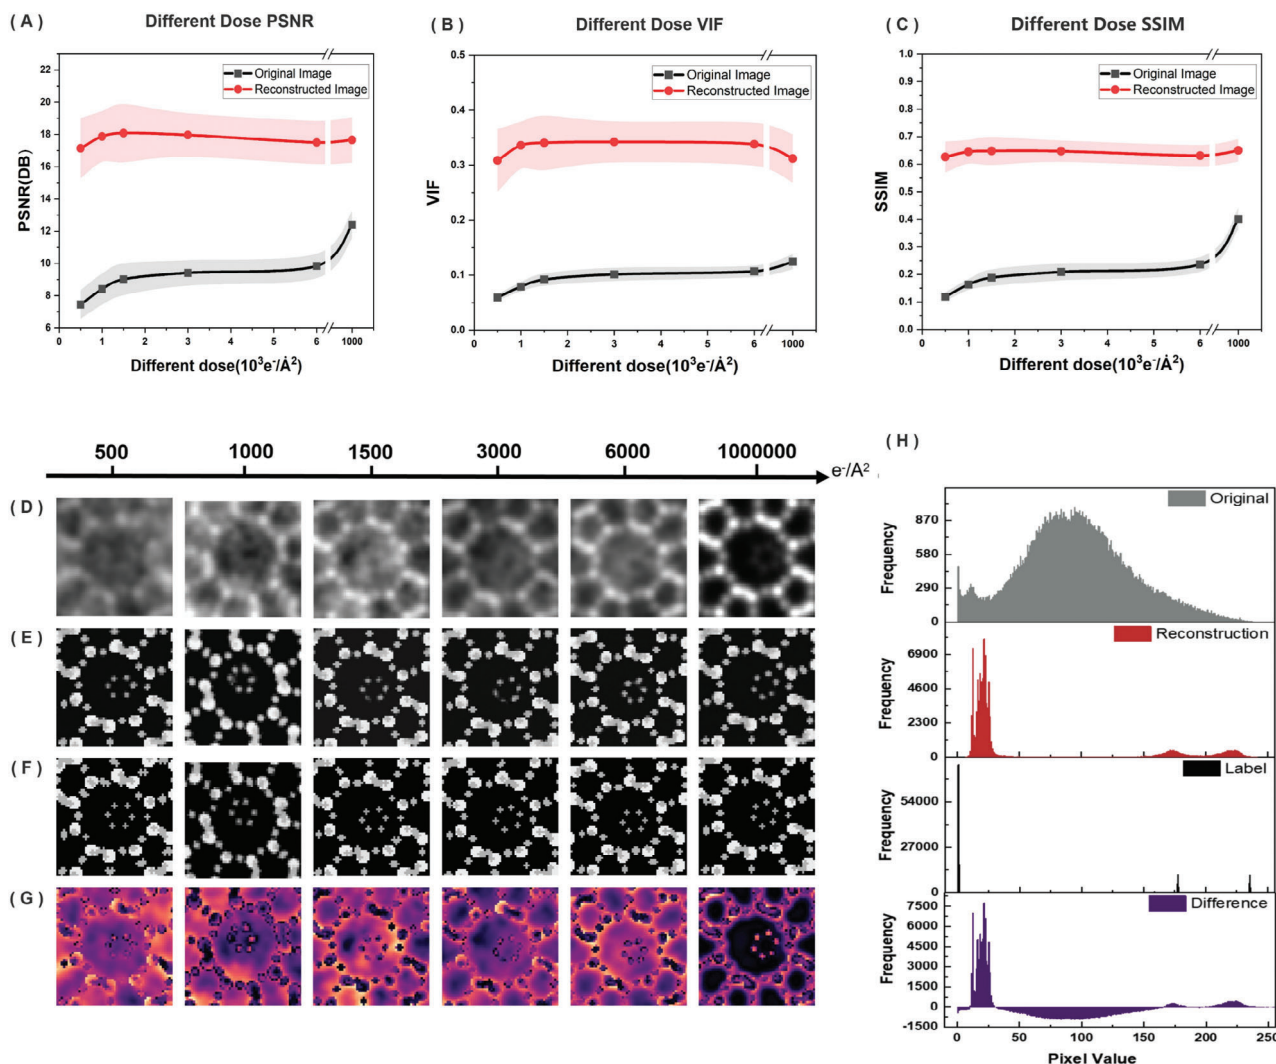 ( A ) Different Dose PSNR
22
20
18
16
14
12
10
8
6
PSNR(DB)
Original Image
Reconstructed Image
0 1 2 3 4 5 6 1000
Different dose(10³e⁻/Å²)
( B ) Different Dose VIF
0.5
0.4
0.3
0.2
0.1
0.0
VIF
Original Image
Reconstructed Image
0 1 2 3 4 5 6 1000
Different dose(10³e⁻/Å²)
( C ) Different Dose SSIM
1.0
0.9
0.8
0.7
0.6
0.5
0.4
0.3
0.2
0.1
0.0
SSIM
Original Image
Reconstructed Image
0 1 2 3 4 5 6 1000
Different dose(10³e⁻/Å²)
500 1000 1500 3000 6000 1000000 e⁻/A²
( D )
( E )
( F )
( G )
( H )
Original
Frequency
870
580
290
0
Reconstruction
Frequency
6900
4600
2300
0
Label
Frequency
54000
27000
0
Difference
Frequency
7500
6000
4500
3000
1500
0
-1500
0 50 100 150 200 250
Pixel Value